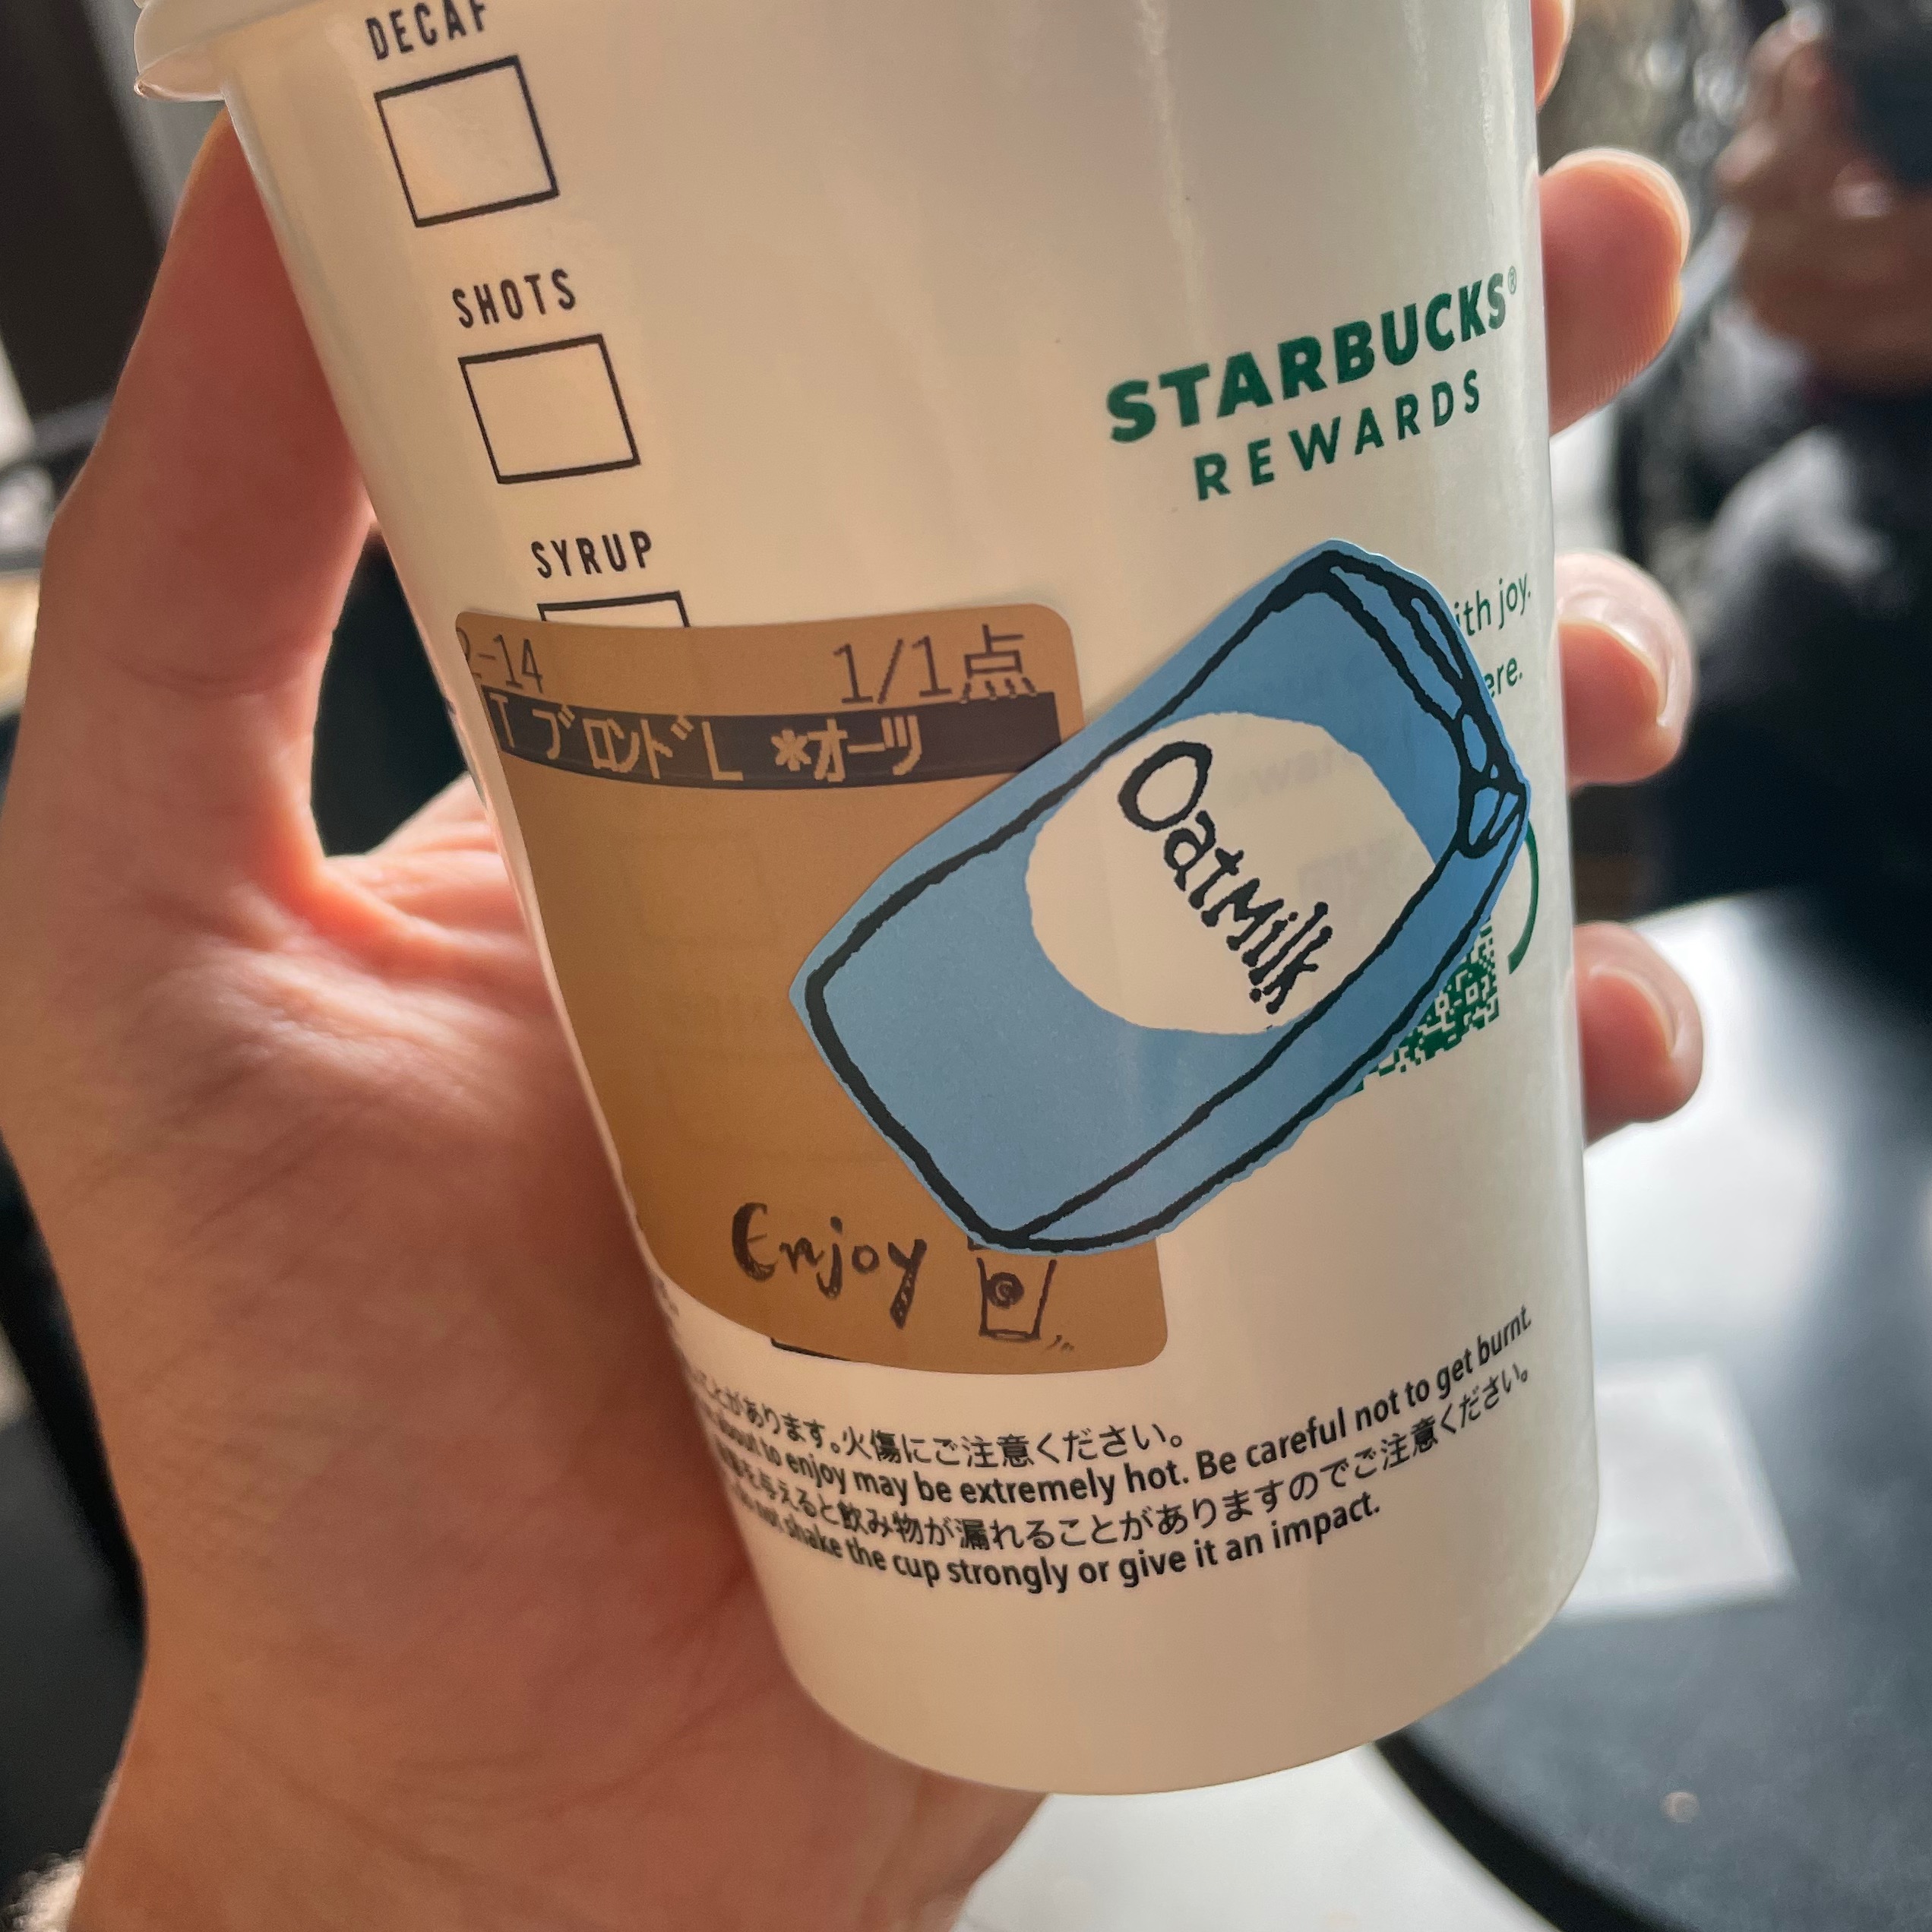 DECAF
SHOTS
SYRUP
STARBUCKS®
REWARDS
ith joy.
ere.
2-14 1/1点
T ブロンド L *オーツ
OatMilk
Enjoy
ことがあります。火傷にご注意ください。
about to enjoy may be extremely hot. Be careful not to get burnt.
を与えると飲み物が漏れることがありますのでご注意ください。
not shake the cup strongly or give it an impact.